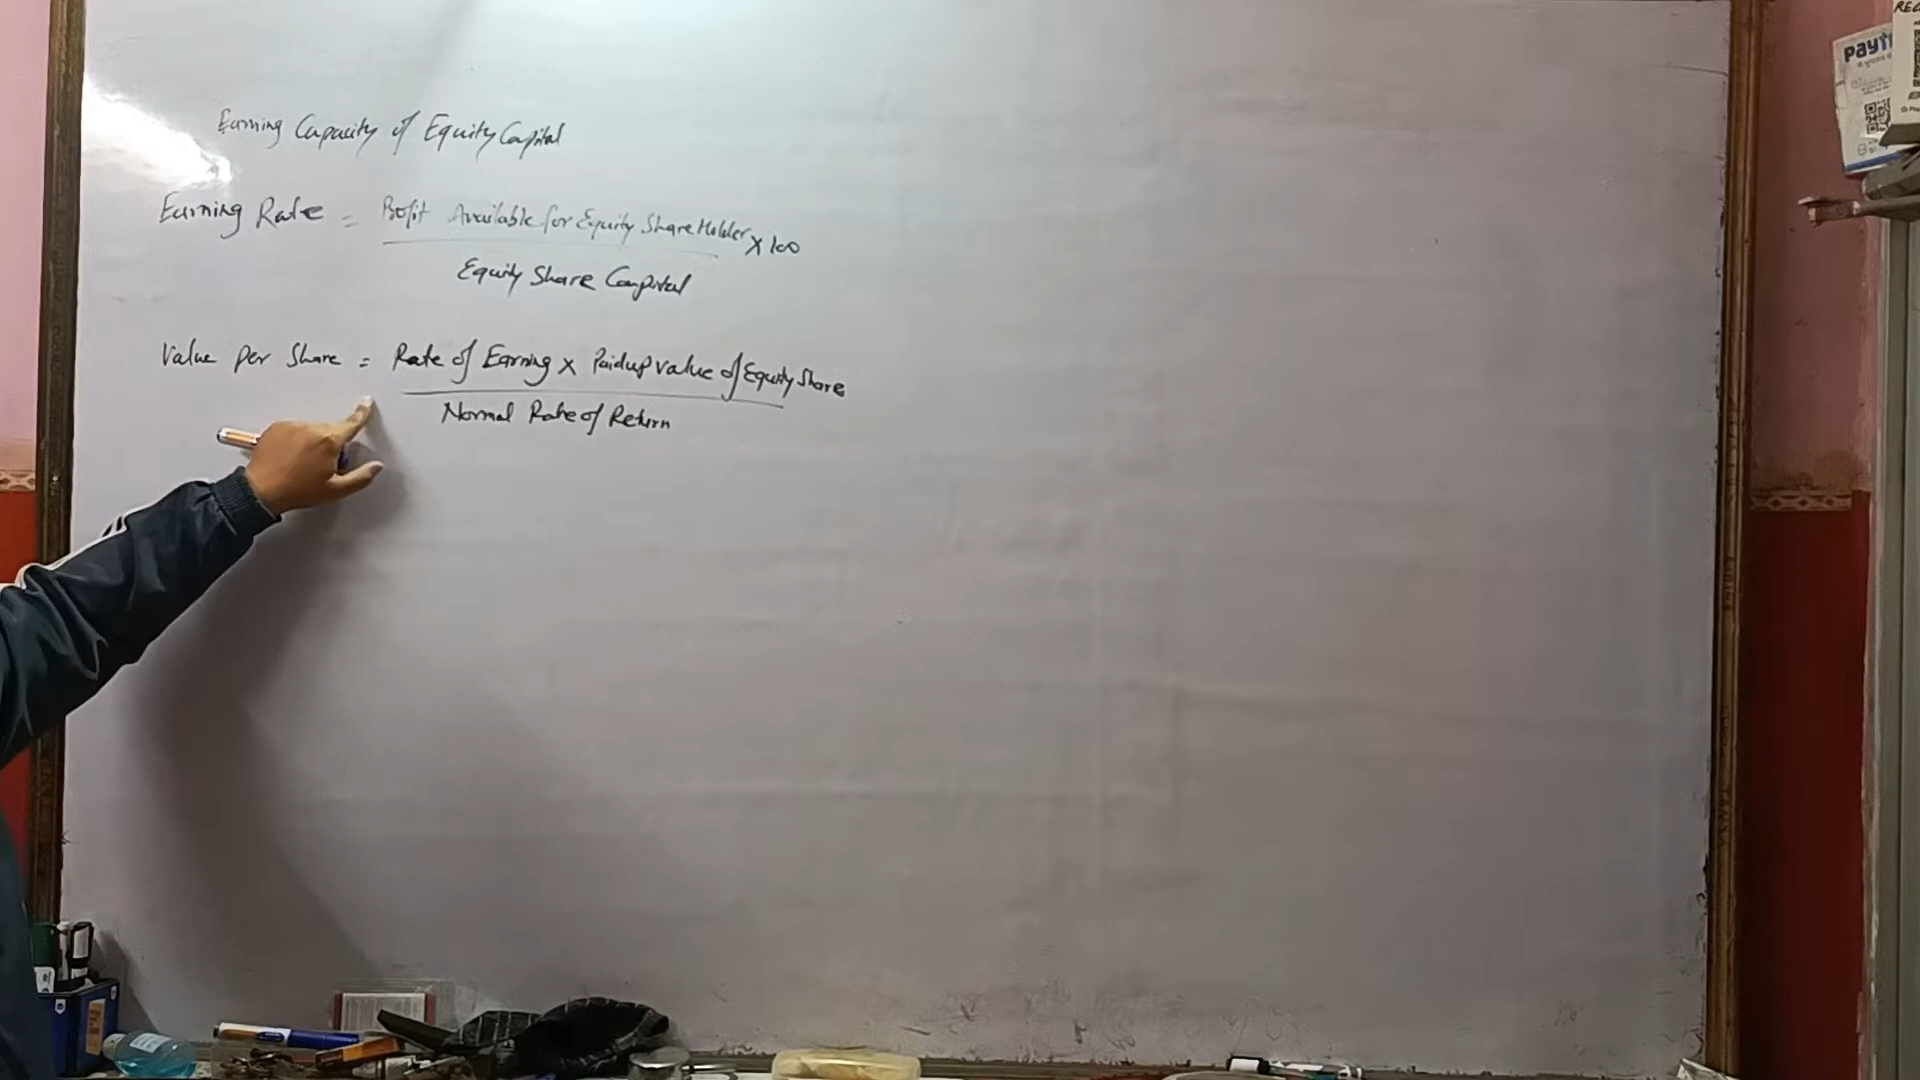 Earning Capacity of Equity Capital
Earning Rate = Profit Available for Equity Share Holder × 100
Equity Share Capital
Value per Share = Rate of Earning × Paidup value of Equity Share
Normal Rate of Return
Paytm